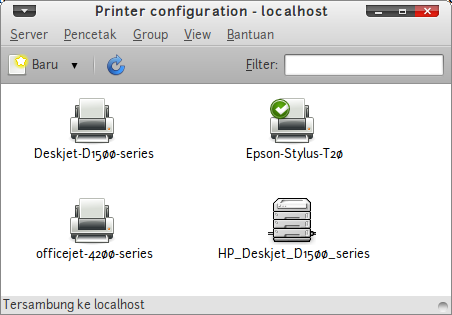 Printer configuration - localhost
Server Pencetak Group View Bantuan
Baru Filter:
Deskjet-D1500-series Epson-Stylus-T20
officejet-4200-series HP_Deskjet_D1500_series
Tersambung ke localhost